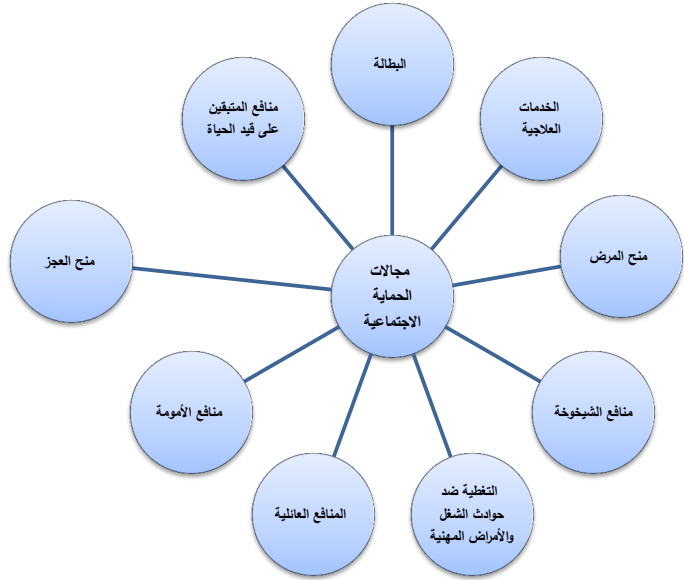 مجالات
الحماية
الاجتماعية
البطالة
الخدمات
العلاجية
منح المرض
منافع الشيخوخة
التغطية ضد
حوادث الشغل
والأمراض المهنية
المنافع العائلية
منافع الأمومة
منح العجز
منافع المتبقين
على قيد الحياة